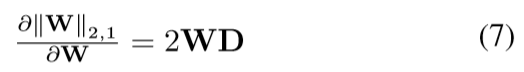 ∂‖𝐖‖₂,₁ / ∂𝐖 = 2𝐖𝐃 (7)